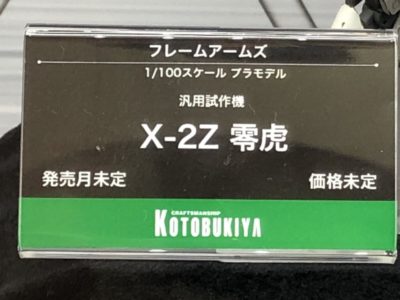 フレームアームズ
1/100スケール プラモデル
汎用試作機
X-2Z 零虎
発売月未定
価格未定
CRAFTSMANSHIP
KOTOBUKIYA